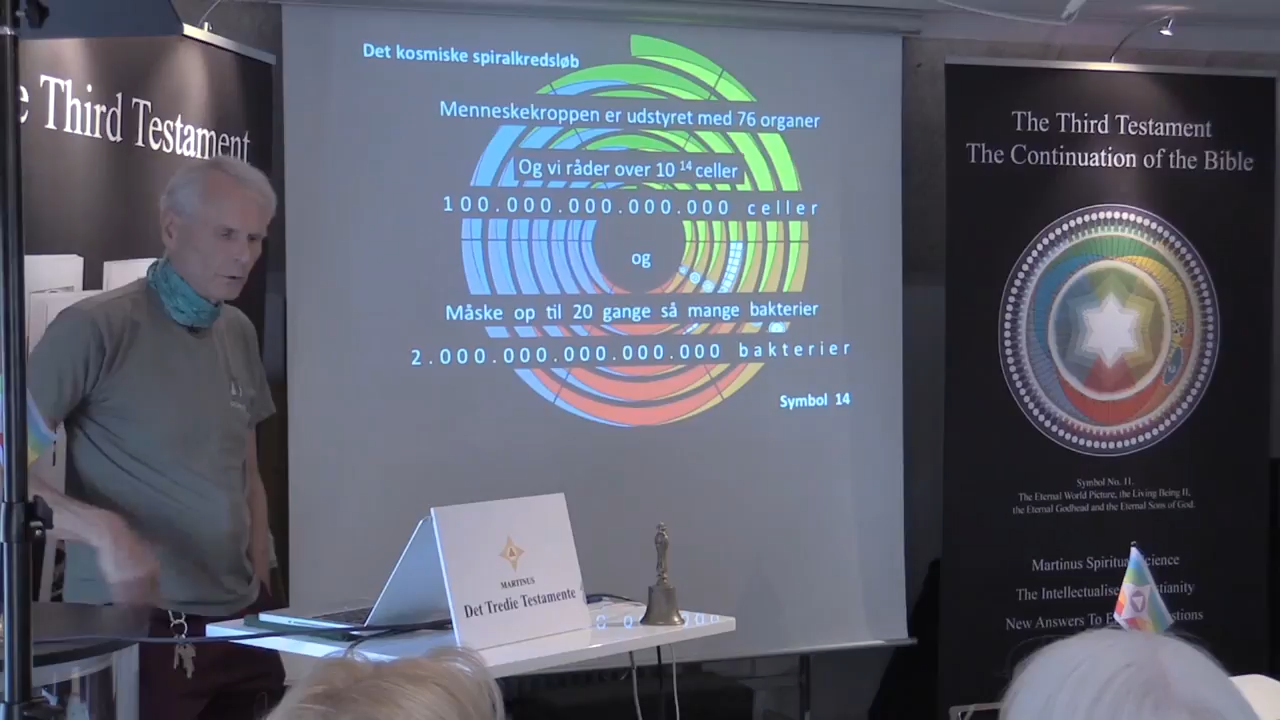 Third Testament
Det kosmiske spiralkredsløb
Menneskekroppen er udstyret med 76 organer
Og vi råder over 10 14 celler
100.000.000.000.000 celler
og
Måske op til 20 gange så mange bakterier
2.000.000.000.000.000 bakterier
Symbol 14
MARTINUS
Det Tredie Testamente
The Third Testament
The Continuation of the Bible
Symbol No. 11.
The Eternal World Picture, the Living Being II,
the Eternal Godhead and the Eternal Sons of God.
Martinus Spiritual Science
The Intellectualise
New Answers To